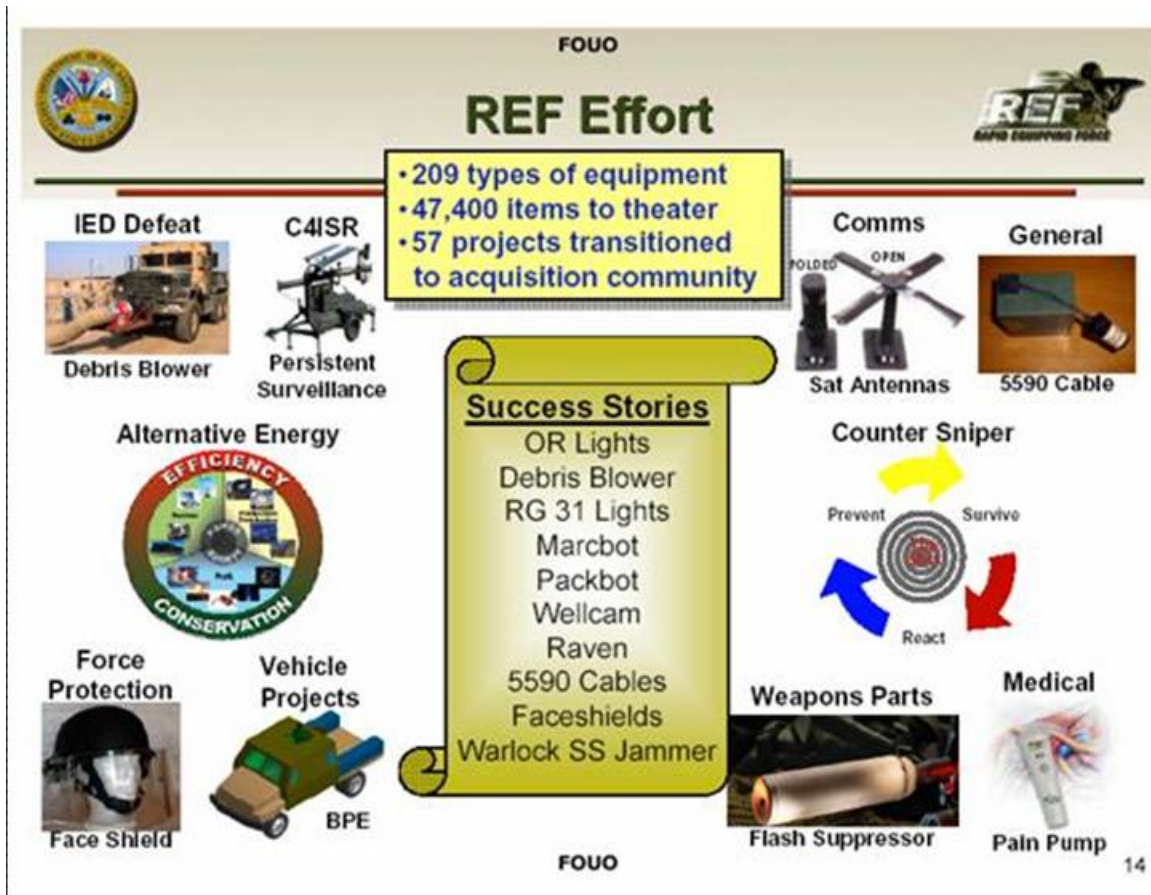 FOUO
REF Effort
REF
RAPID EQUIPPING FORCE
• 209 types of equipment
• 47,400 items to theater
• 57 projects transitioned
to acquisition community
IED Defeat
Debris Blower
C4ISR
Persistent
Surveillance
Comms
FOLDED
OPEN
Sat Antennas
General
5590 Cable
Alternative Energy
EFFICIENCY
CONSERVATION
Success Stories
OR Lights
Debris Blower
RG 31 Lights
Marcbot
Packbot
Wellcam
Raven
5590 Cables
Faceshields
Warlock SS Jammer
Counter Sniper
Prevent
Survive
React
Force
Protection
Face Shield
Vehicle
Projects
BPE
Weapons Parts
Flash Suppressor
Medical
Pain Pump
FOUO
14